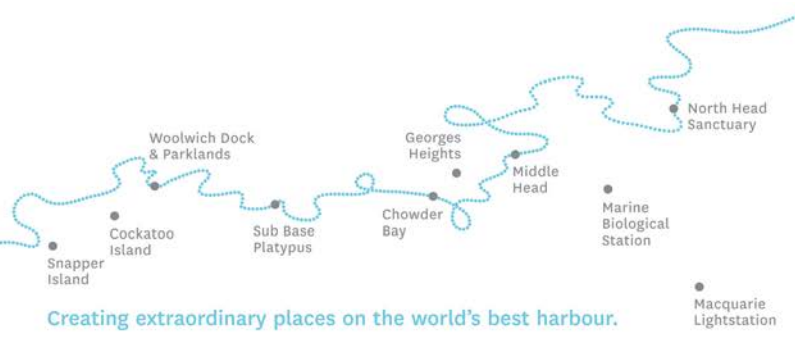 Woolwich Dock
& Parklands
Georges
Heights
North Head
Sanctuary
Middle
Head
Cockatoo
Island
Sub Base
Platypus
Chowder
Bay
Marine
Biological
Station
Snapper
Island
Macquarie
Lightstation
Creating extraordinary places on the world's best harbour.